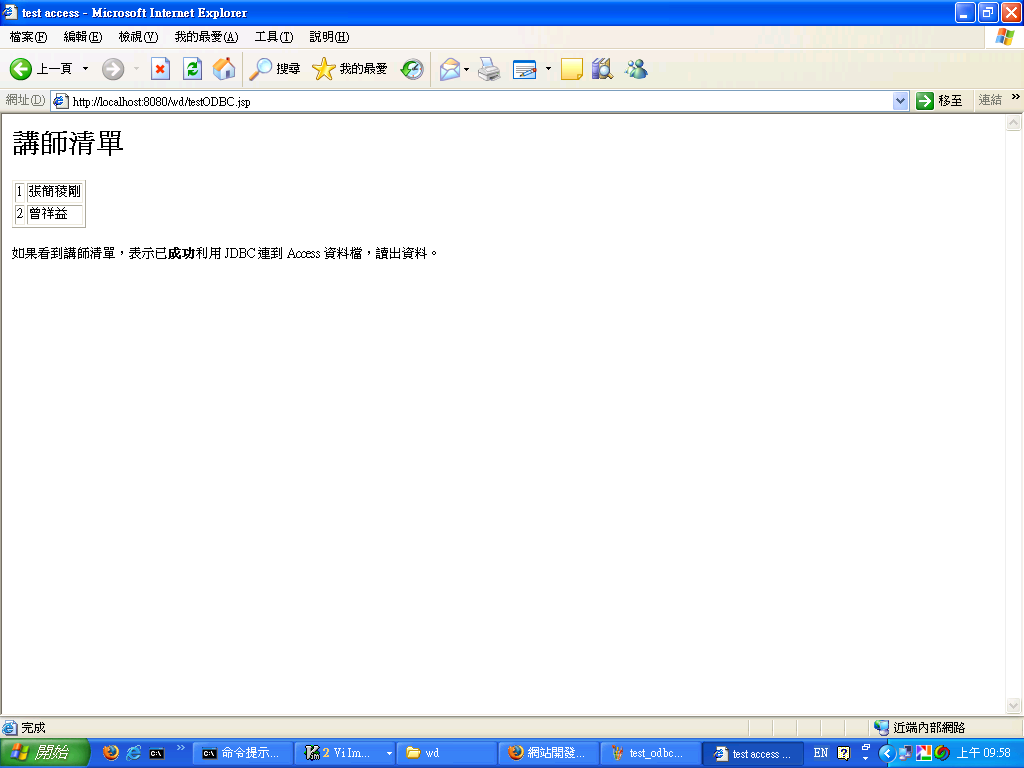 test access - Microsoft Internet Explorer
檔案(F) 編輯(E) 檢視(V) 我的最愛(A) 工具(T) 說明(H)
上一頁 搜尋 我的最愛
網址(D) http://localhost:8080/wd/testODBC.jsp 移至 連結 »
講師清單
1 張簡稜剛
2 曾祥益
如果看到講師清單，表示已成功利用 JDBC 連到 Access 資料檔，讀出資料。
完成 近端內部網路
開始 » 命令提示... 2 Vi Im... wd 網站開發... test_odbc... test access ... EN 上午 09:58